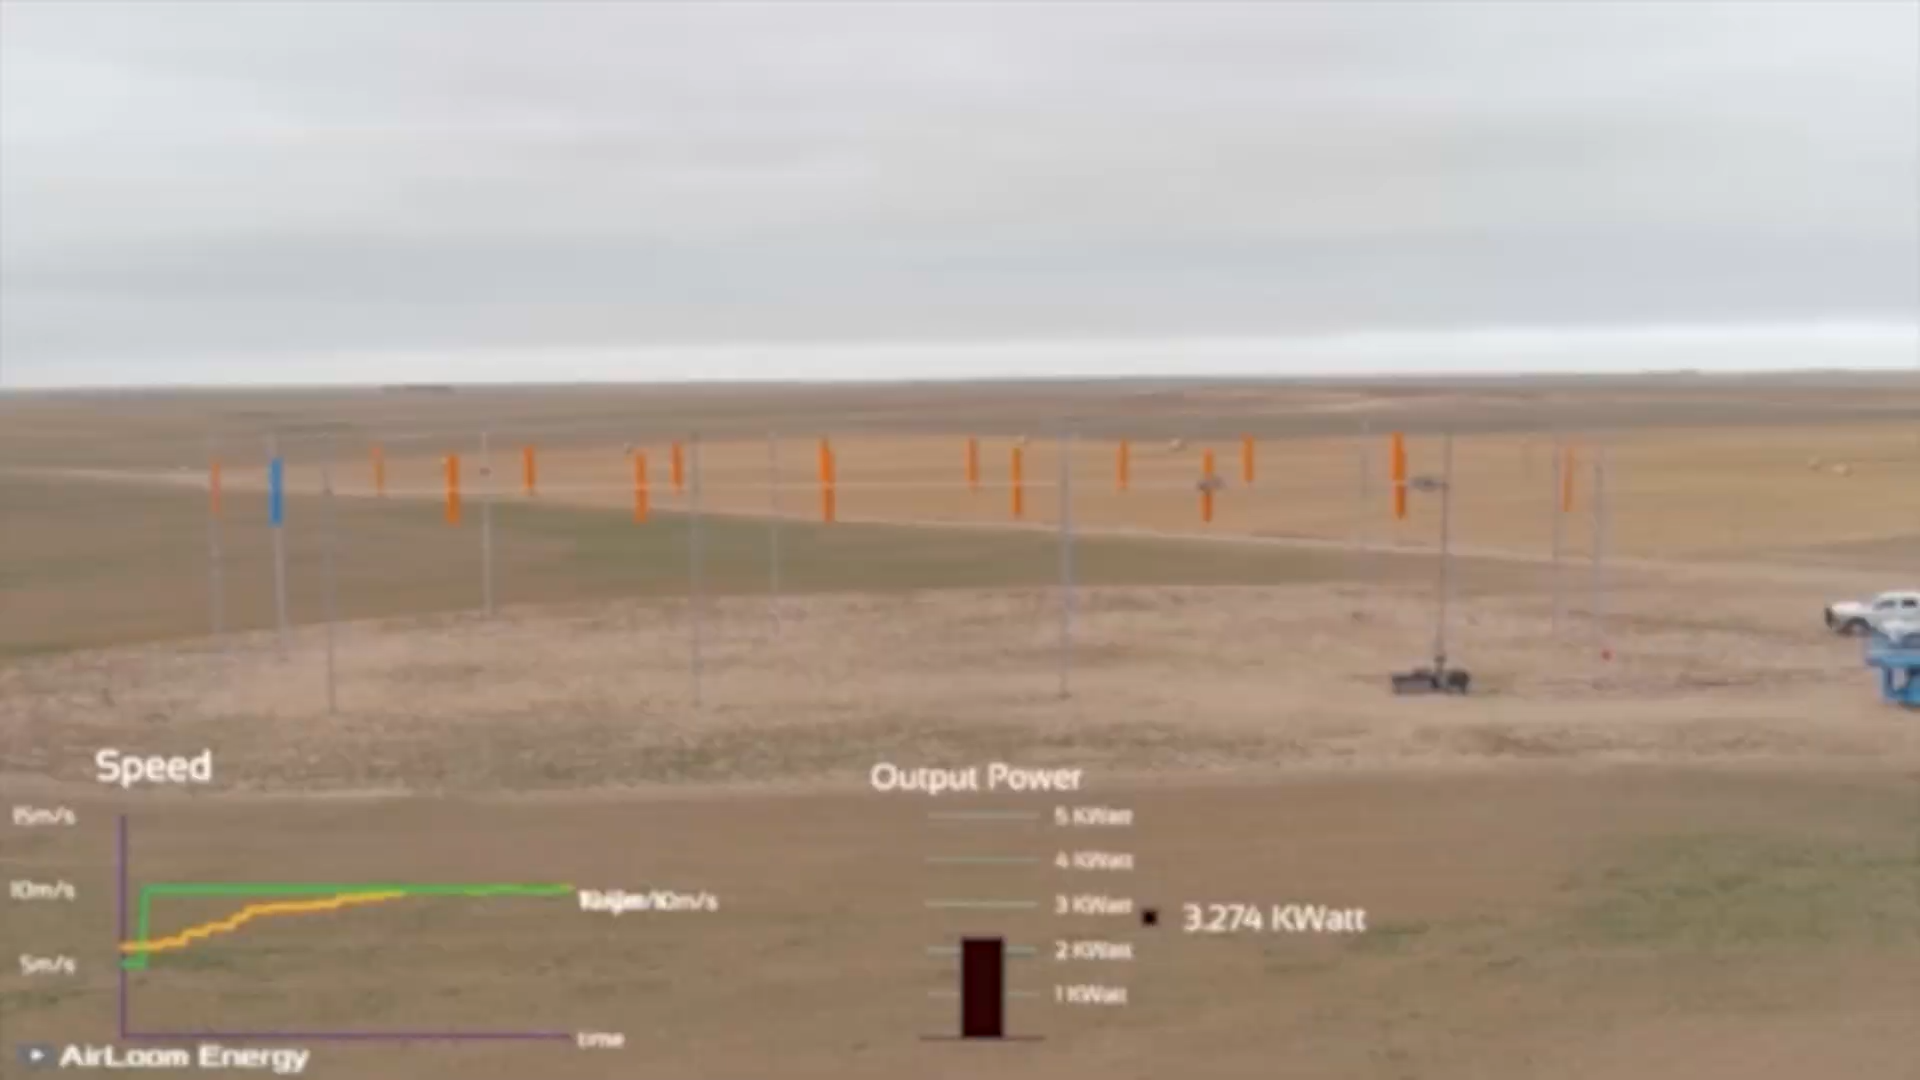 Speed
15m/s
10m/s
5m/s
time
Output Power
5 KWatt
4 KWatt
3 KWatt
2 KWatt
1 KWatt
3.274 KWatt
AirLoom Energy